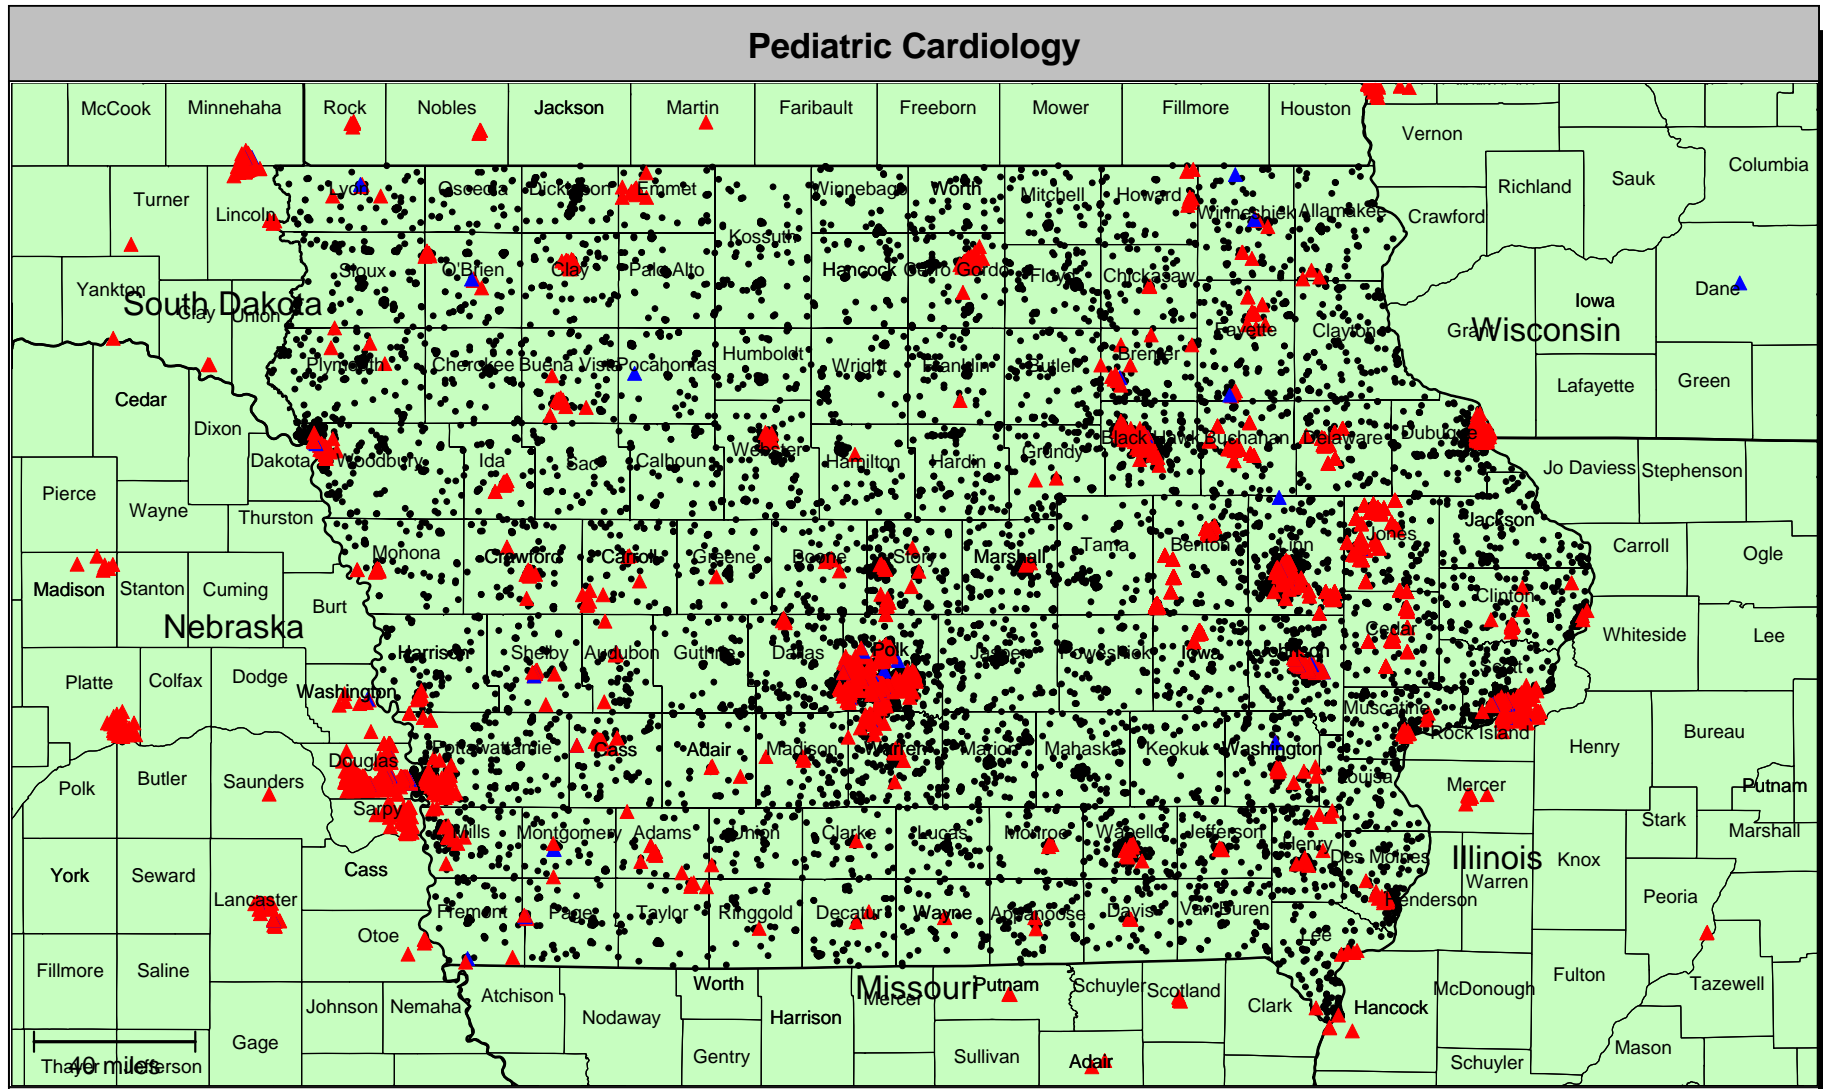 Pediatric Cardiology
McCook Minnehaha Rock Nobles Jackson Martin Faribault Freeborn Mower Fillmore Houston
Vernon
Columbia
Turner Lincoln Lyon Osceola Dickinson Emmet Winnebago Worth Mitchell Howard Winneshiek Allamakee Crawford Richland Sauk
Kossuth
Yankton Sioux O'Brien Clay Palo Alto Hancock Cerro Gordo Floyd Chickasaw Iowa Dane
South Dakota
Clay Union
Fayette Clayton Grant Wisconsin
Plymouth Cherokee Buena Vista Pocahontas Humboldt Wright Franklin Butler Bremer
Lafayette Green
Cedar
Dixon
Dakota Woodbury Ida Sac Calhoun Webster Hamilton Hardin Grundy Black Hawk Buchanan Delaware Dubuque
Jo Daviess Stephenson
Pierce Wayne Thurston
Jackson
Monona Crawford Carroll Greene Boone Story Marshall Tama Benton Linn Jones Carroll Ogle
Madison Stanton Cuming Burt Clinton
Nebraska
Cedar Whiteside Lee
Harrison Shelby Audubon Guthrie Dallas Polk Jasper Poweshiek Iowa Johnson Scott
Platte Colfax Dodge Washington
Muscatine
Rock Island
Pottawattamie Cass Adair Madison Warren Marion Mahaska Keokuk Washington Henry Bureau
Douglas
Polk Butler Saunders Louisa Mercer Putnam
Sarpy
Mills Montgomery Adams Union Clarke Lucas Monroe Wapello Jefferson Henry Stark Marshall
Des Moines Illinois Knox
York Seward Cass Warren
Lancaster Henderson Peoria
Fremont Page Taylor Ringgold Decatur Wayne Appanoose Davis Van Buren
Otoe Lee
Fillmore Saline Fulton
Johnson Nemaha Atchison Worth Missouri Mercer Putnam Schuyler Scotland Clark Hancock McDonough Tazewell
Nodaway Harrison
Gage Gentry Sullivan Adair Schuyler Mason
Thayer Jefferson
40 miles